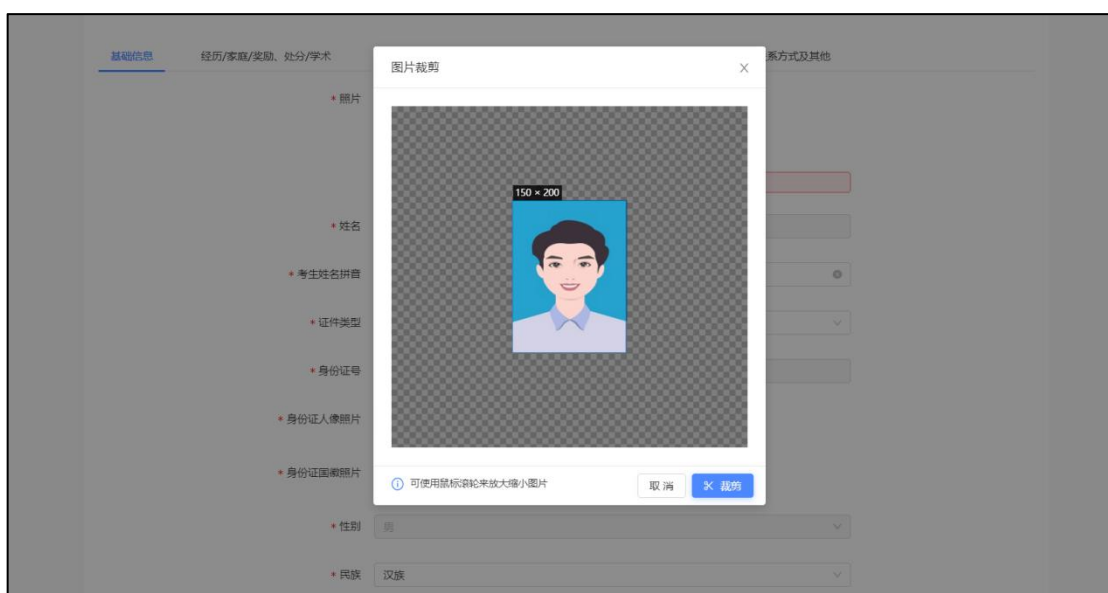 基础信息 经历/家庭/奖励、处分/学术 系方式及其他
图片裁剪
* 照片
150 × 200
* 姓名
* 考生姓名拼音
* 证件类型
* 身份证号
* 身份证人像照片
* 身份证国徽照片
可使用鼠标滚轮来放大缩小图片 取 消 裁剪
* 性别 男
* 民族 汉族